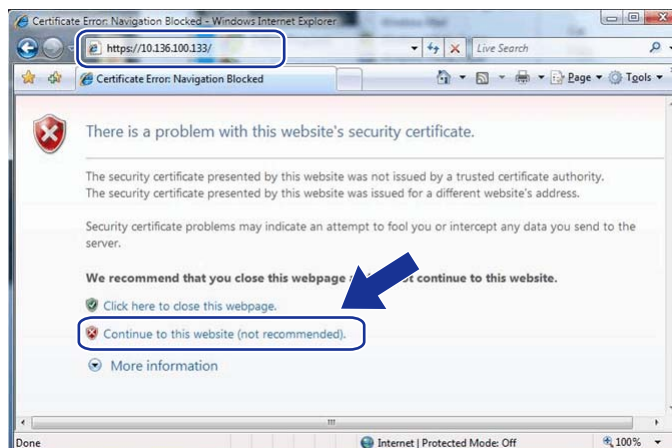 Certificate Error: Navigation Blocked - Windows Internet Explorer
https://10.136.100.133/
Live Search
Certificate Error: Navigation Blocked
Page
Tools
There is a problem with this website's security certificate.
The security certificate presented by this website was not issued by a trusted certificate authority.
The security certificate presented by this website was issued for a different website's address.
Security certificate problems may indicate an attempt to fool you or intercept any data you send to the
server.
We recommend that you close this webpage continue to this website.
Click here to close this webpage.
Continue to this website (not recommended).
More information
Done
Internet | Protected Mode: Off
100%